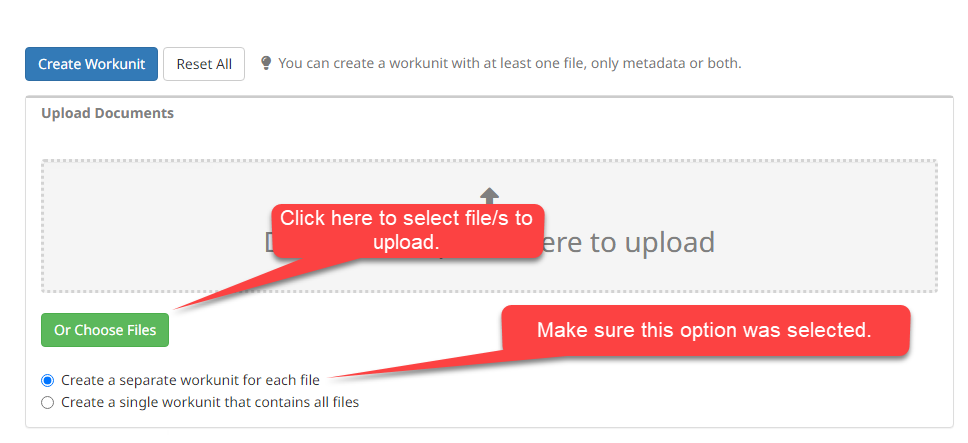 Create Workunit
Reset All
You can create a workunit with at least one file, only metadata or both.
Upload Documents
Click here to select file/s to
upload.
here to upload
Or Choose Files
Make sure this option was selected.
Create a separate workunit for each file
Create a single workunit that contains all files